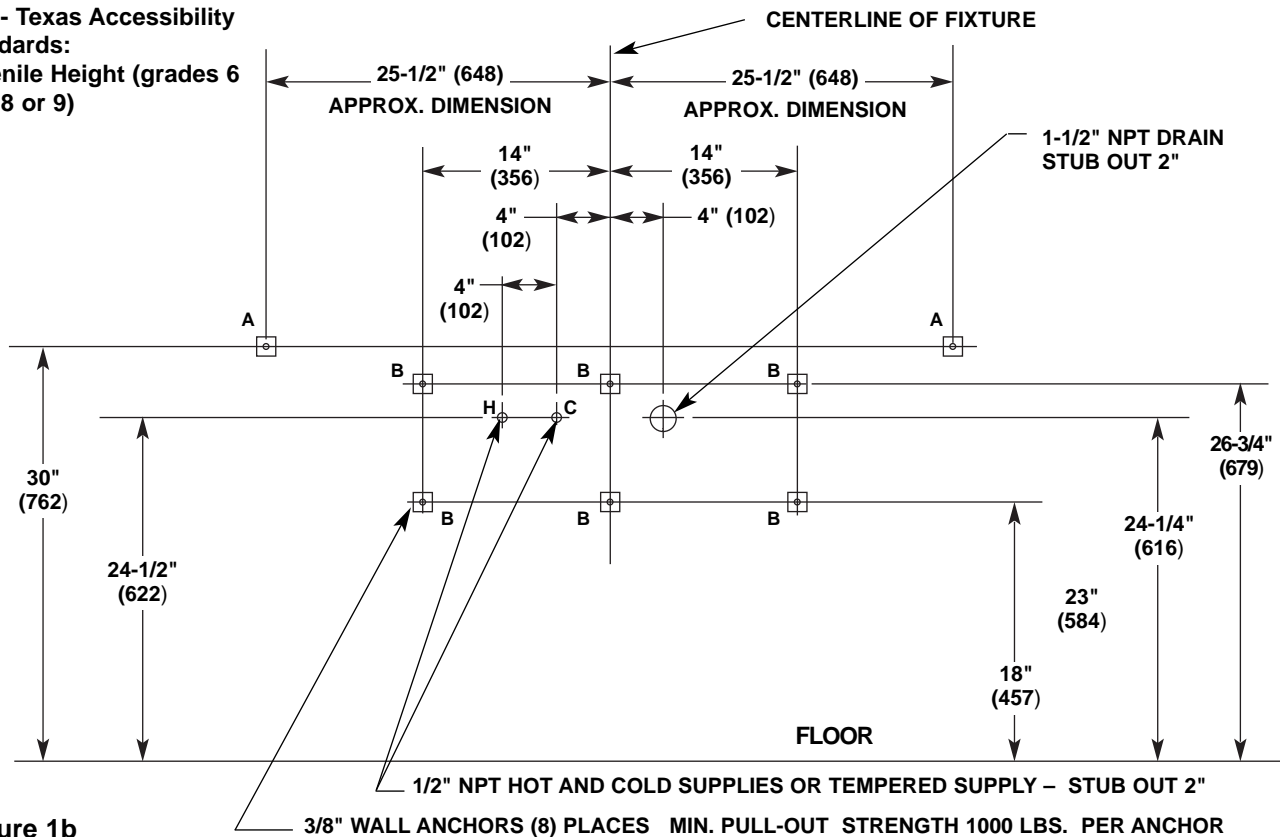 - Texas Accessibility
dards:
enile Height (grades 6
8 or 9)
CENTERLINE OF FIXTURE
25-1/2" (648)
APPROX. DIMENSION
25-1/2" (648)
APPROX. DIMENSION
1-1/2" NPT DRAIN
STUB OUT 2"
14"
(356)
14"
(356)
4"
(102)
4" (102)
4"
(102)
A
A
B
B
B
H
C
B
B
B
30"
(762)
24-1/2"
(622)
26-3/4"
(679)
24-1/4"
(616)
23"
(584)
18"
(457)
FLOOR
1/2" NPT HOT AND COLD SUPPLIES OR TEMPERED SUPPLY – STUB OUT 2"
ure 1b
3/8" WALL ANCHORS (8) PLACES MIN. PULL-OUT STRENGTH 1000 LBS. PER ANCHOR